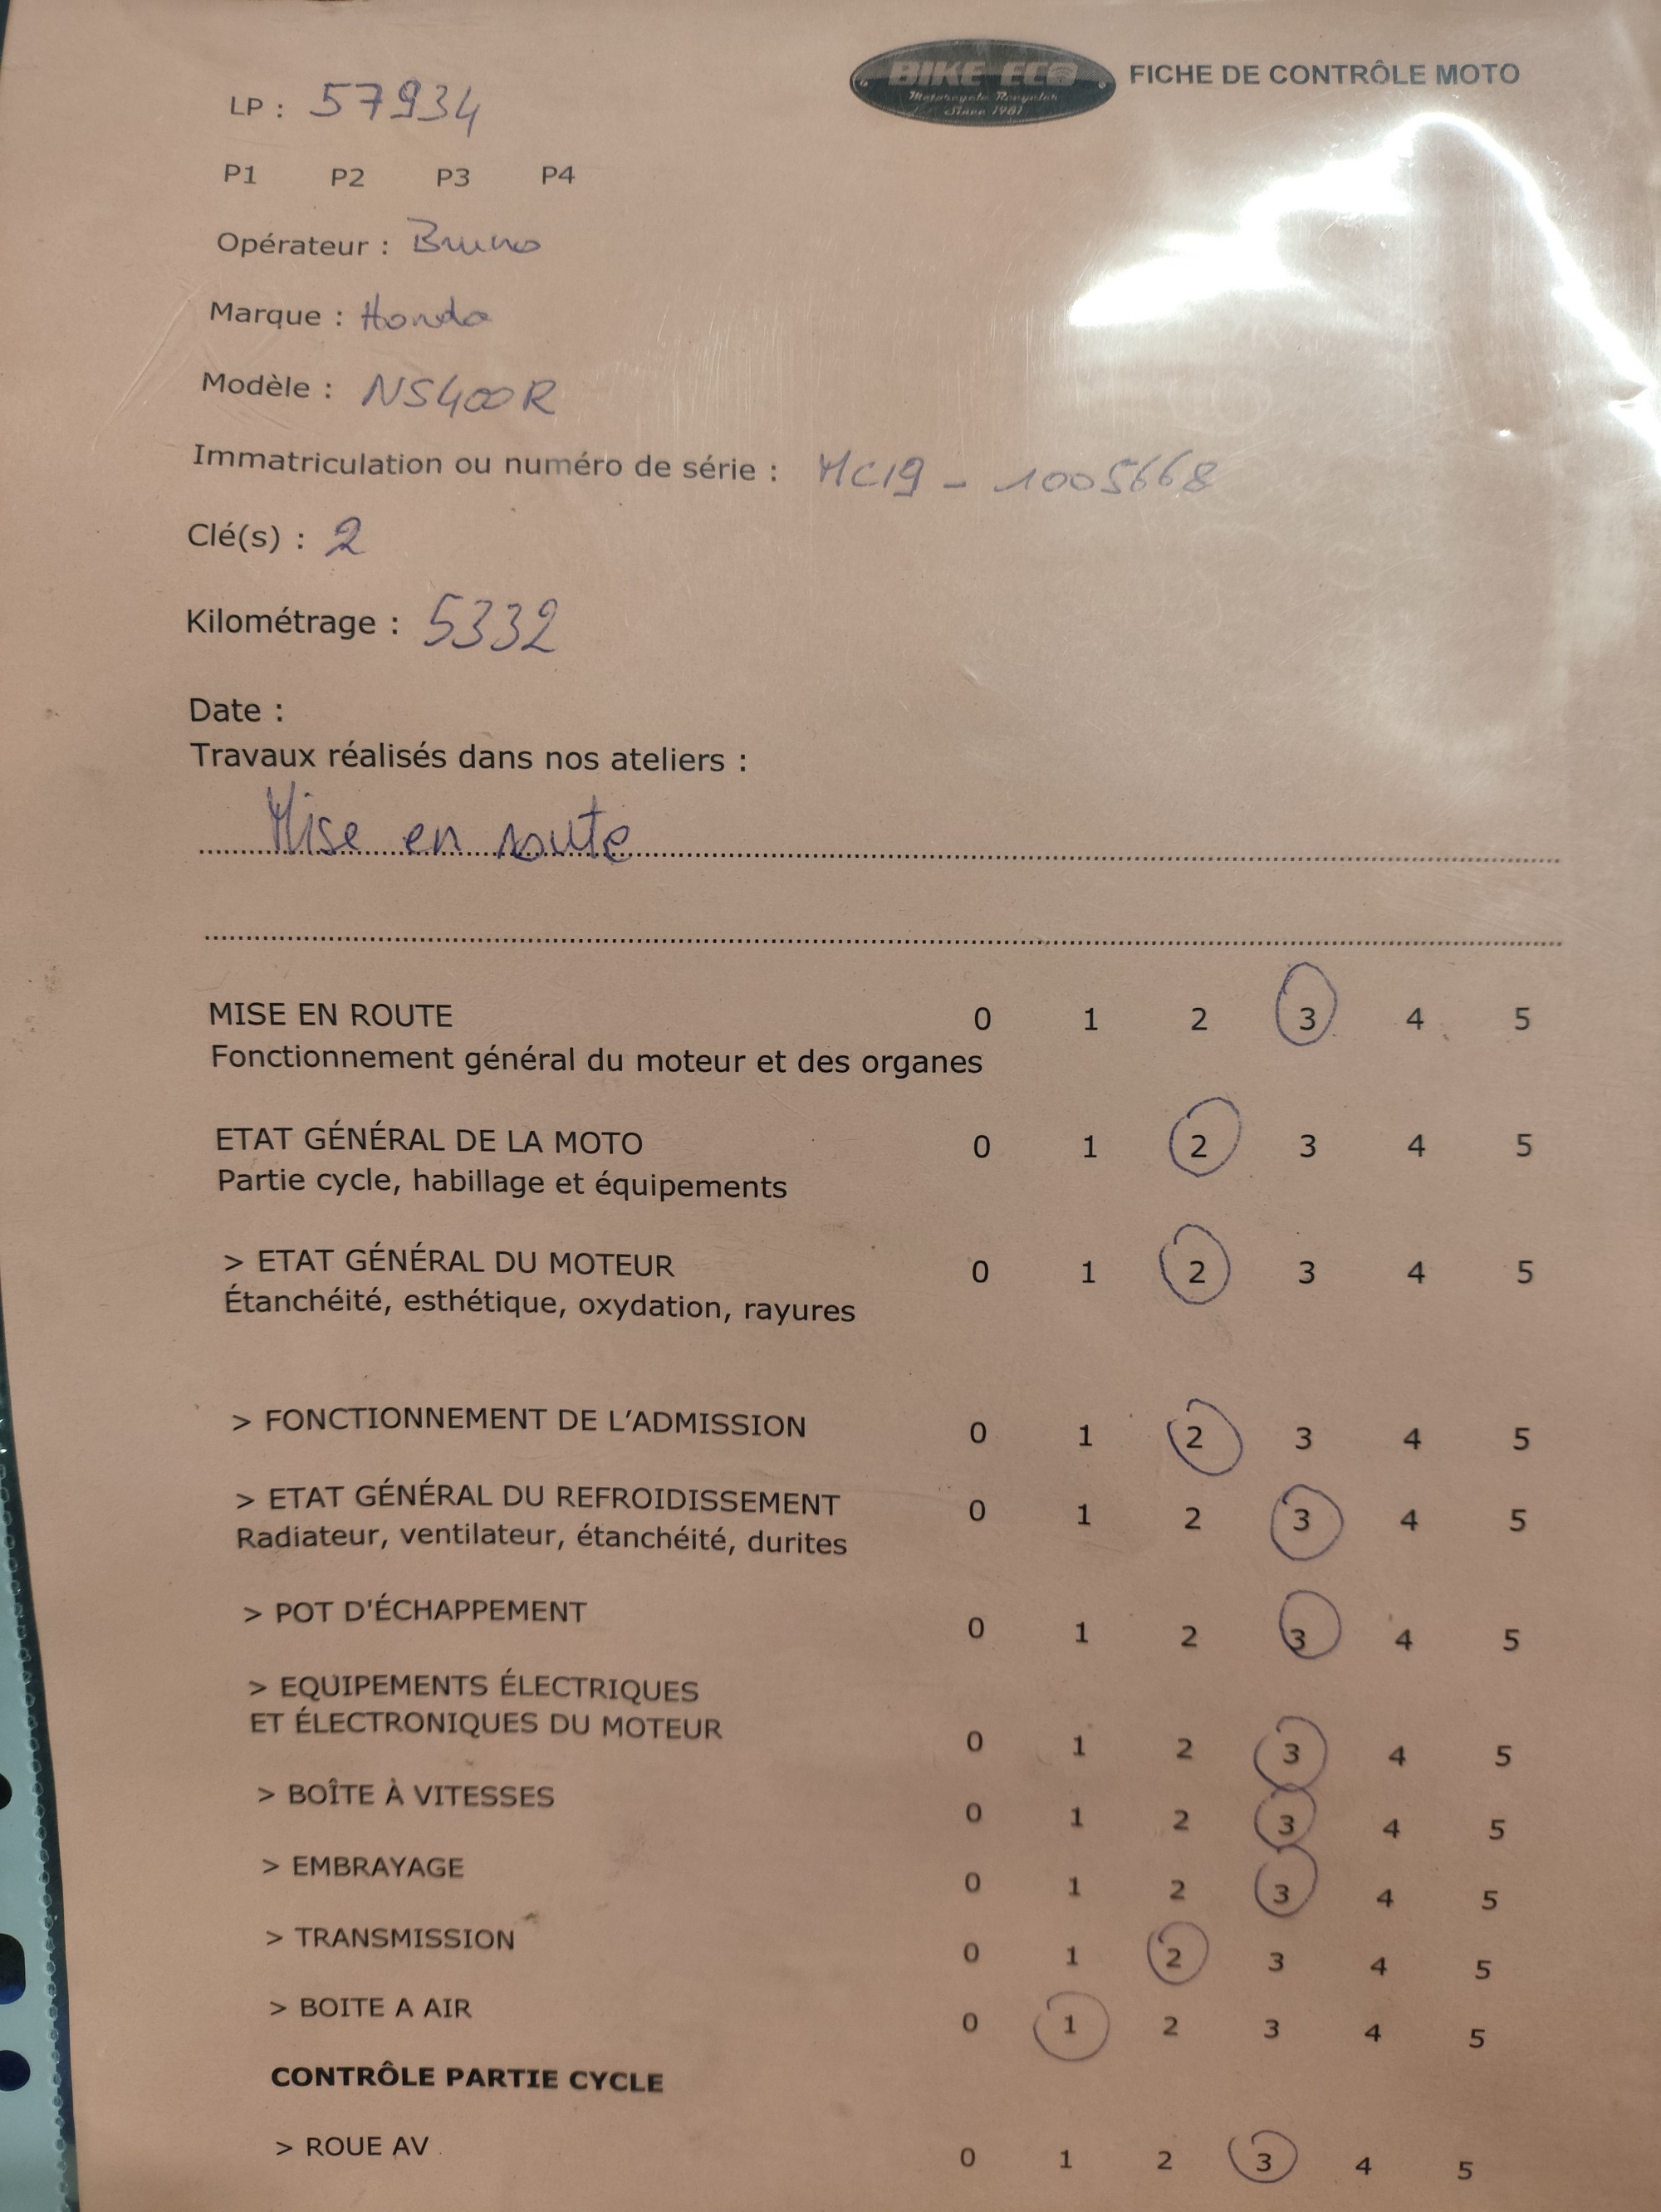 BIKE ECO
Motorcycle Recycler
Since 1981
FICHE DE CONTRÔLE MOTO
LP : 57934
P1 P2 P3 P4
Opérateur : Bruno
Marque : Honda
Modèle : NS400R
Immatriculation ou numéro de série : MC19 - 1005668
Clé(s) : 2
Kilométrage : 5332
Date :
Travaux réalisés dans nos ateliers :
Mise en route
MISE EN ROUTE 0 1 2 3 4 5
Fonctionnement général du moteur et des organes
ETAT GÉNÉRAL DE LA MOTO 0 1 2 3 4 5
Partie cycle, habillage et équipements
> ETAT GÉNÉRAL DU MOTEUR 0 1 2 3 4 5
Étanchéité, esthétique, oxydation, rayures
> FONCTIONNEMENT DE L'ADMISSION 0 1 2 3 4 5
> ETAT GÉNÉRAL DU REFROIDISSEMENT 0 1 2 3 4 5
Radiateur, ventilateur, étanchéité, durites
> POT D'ÉCHAPPEMENT 0 1 2 3 4 5
> EQUIPEMENTS ÉLECTRIQUES
ET ÉLECTRONIQUES DU MOTEUR 0 1 2 3 4 5
> BOÎTE À VITESSES 0 1 2 3 4 5
> EMBRAYAGE 0 1 2 3 4 5
> TRANSMISSION 0 1 2 3 4 5
> BOITE A AIR 0 1 2 3 4 5
CONTRÔLE PARTIE CYCLE
> ROUE AV 0 1 2 3 4 5